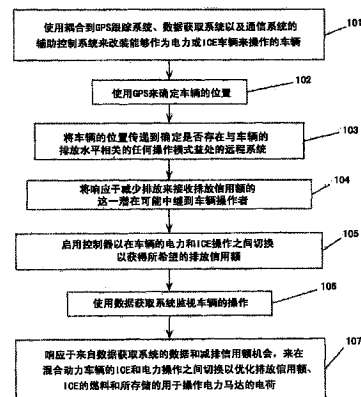 使用耦合到GPS跟踪系统、数据获取系统以及通信系统的
辅助控制系统来改装能够作为电力或ICE车辆来操作的车辆
101
使用GPS来确定车辆的位置
102
将车辆的位置传递到确定是否存在与车辆的
排放水平相关的任何操作模式益处的远程系统
103
将响应于减少排放来接收排放信用额的
这一潜在可能中继到车辆操作者
104
启用控制器以在车辆的电力和ICE操作之间切换
以获得所希望的排放信用额
105
使用数据获取系统监视车辆的操作
106
响应于来自数据获取系统的数据和减排信用额机会，来在
混合动力车辆的ICE和电力操作之间切换以优化排放信用额、
ICE的燃料和所存储的用于操作电力马达的电荷
107